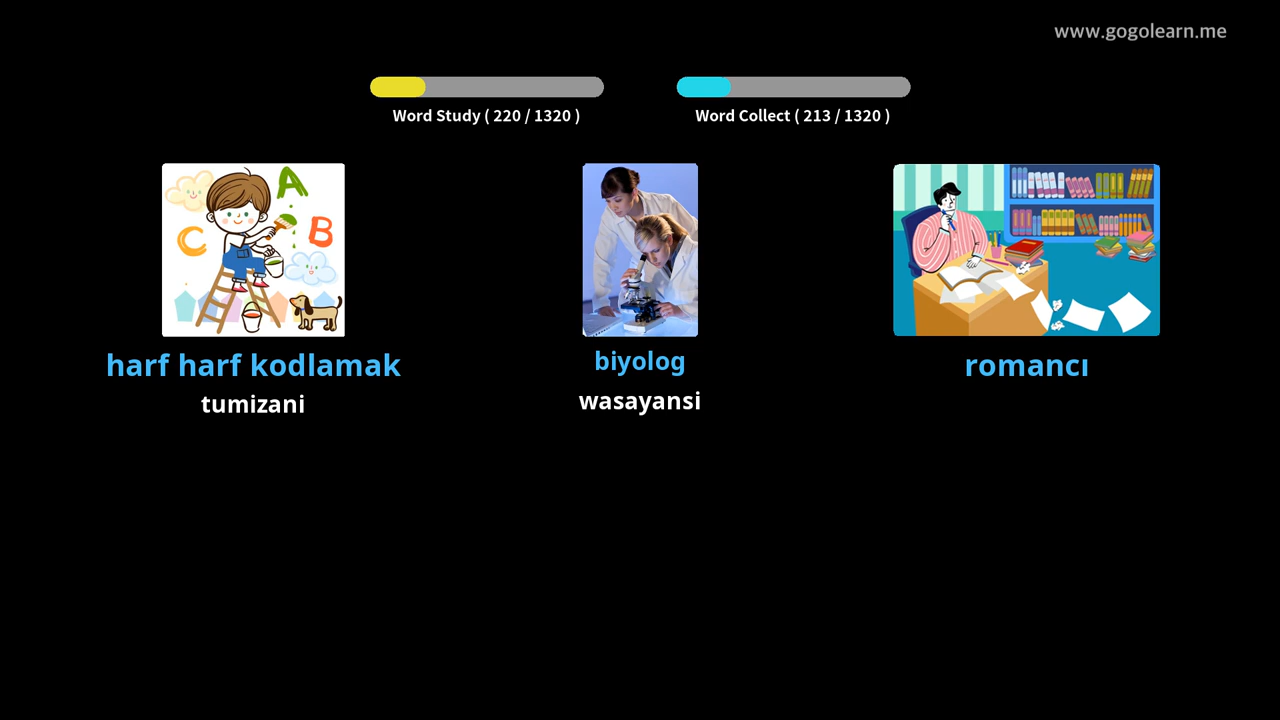 www.gogolearn.me
Word Study ( 220 / 1320 )
Word Collect ( 213 / 1320 )
A
B
C
harf harf kodlamak
tumizani
biyolog
wasayansi
romancı